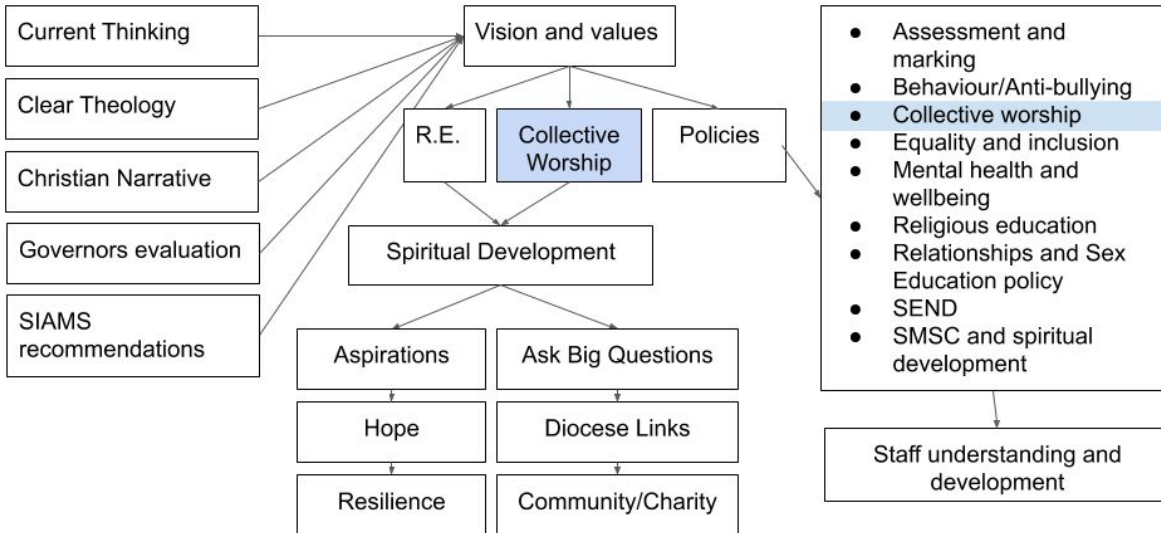 Current Thinking
Clear Theology
Christian Narrative
Governors evaluation
SIAMS
recommendations
Vision and values
R.E.
Collective
Worship
Policies
Spiritual Development
Aspirations
Ask Big Questions
Hope
Diocese Links
Resilience
Community/Charity
● Assessment and
marking
● Behaviour/Anti-bullying
● Collective worship
● Equality and inclusion
● Mental health and
wellbeing
● Religious education
● Relationships and Sex
Education policy
● SEND
● SMSC and spiritual
development
Staff understanding and
development